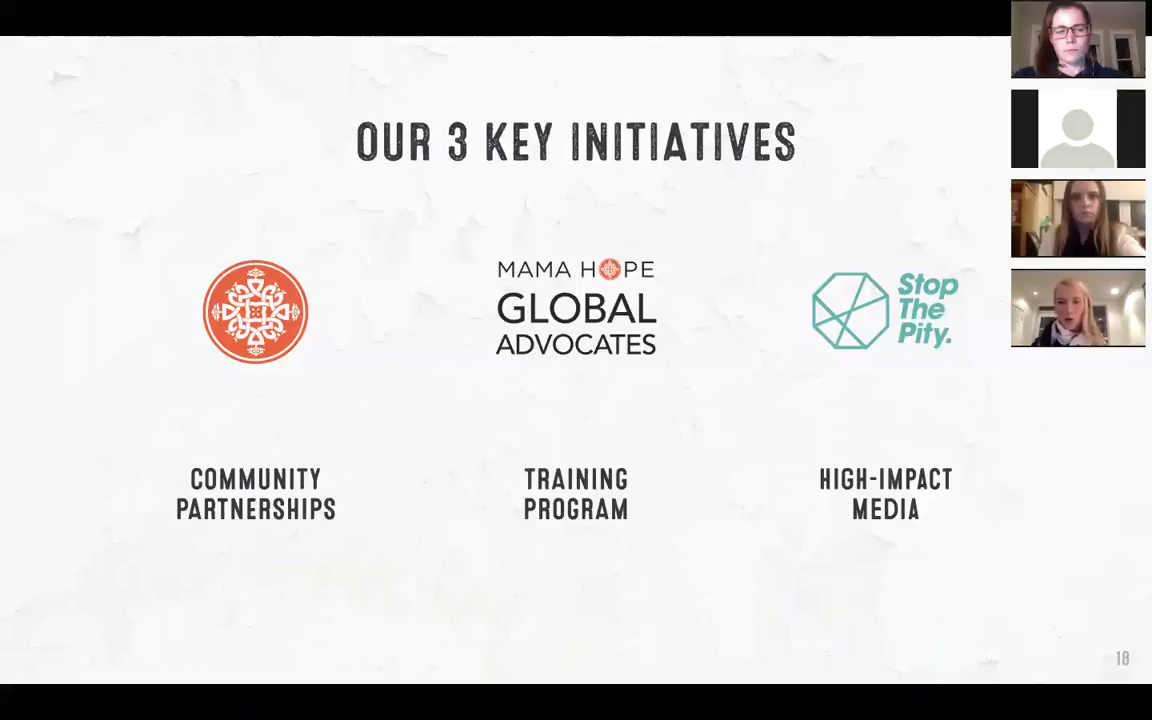 OUR 3 KEY INITIATIVES
MAMA HOPE
GLOBAL
ADVOCATES
Stop
The
Pity.
COMMUNITY
PARTNERSHIPS
TRAINING
PROGRAM
HIGH-IMPACT
MEDIA
18